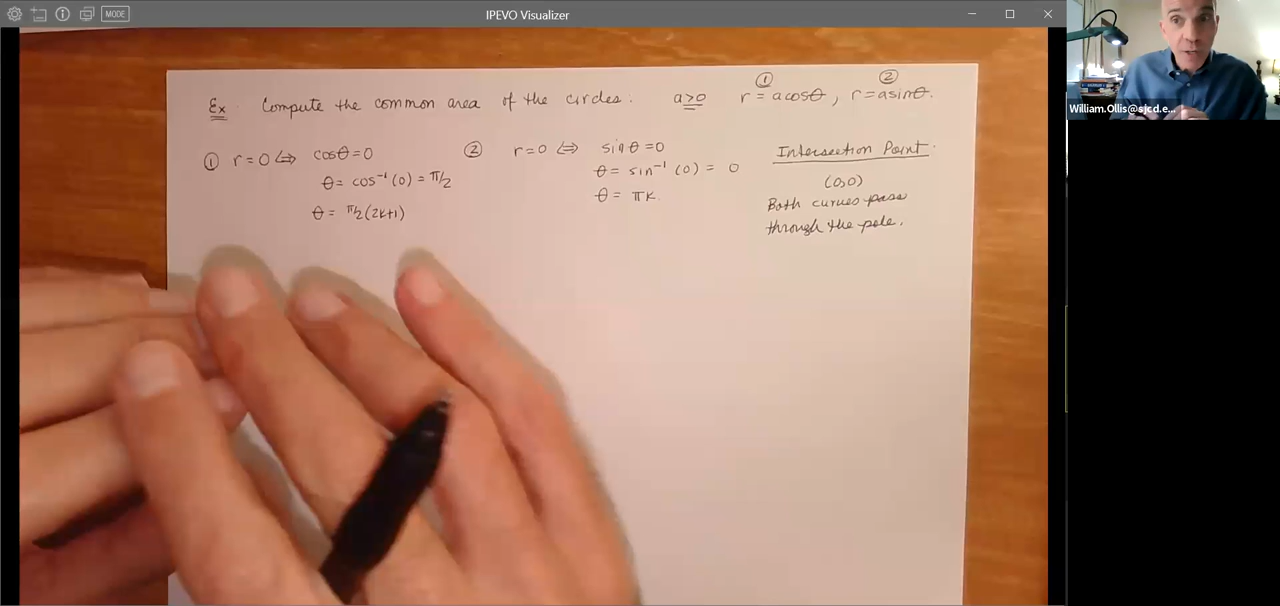 MODE
IPEVO Visualizer
William.Ollis@sjcd.e...
Ex: Compute the common area of the circles. a>0 ① r=acosθ, ② r=asinθ.
① r=0 ⇔ cosθ=0
θ= cos⁻¹(0) = π/2
θ= π/2(2k+1)
② r=0 ⇔ sinθ=0
θ= sin⁻¹(0) = 0
θ= πk.
Intersection Point.
(0,0)
Both curves pass
through the pole.